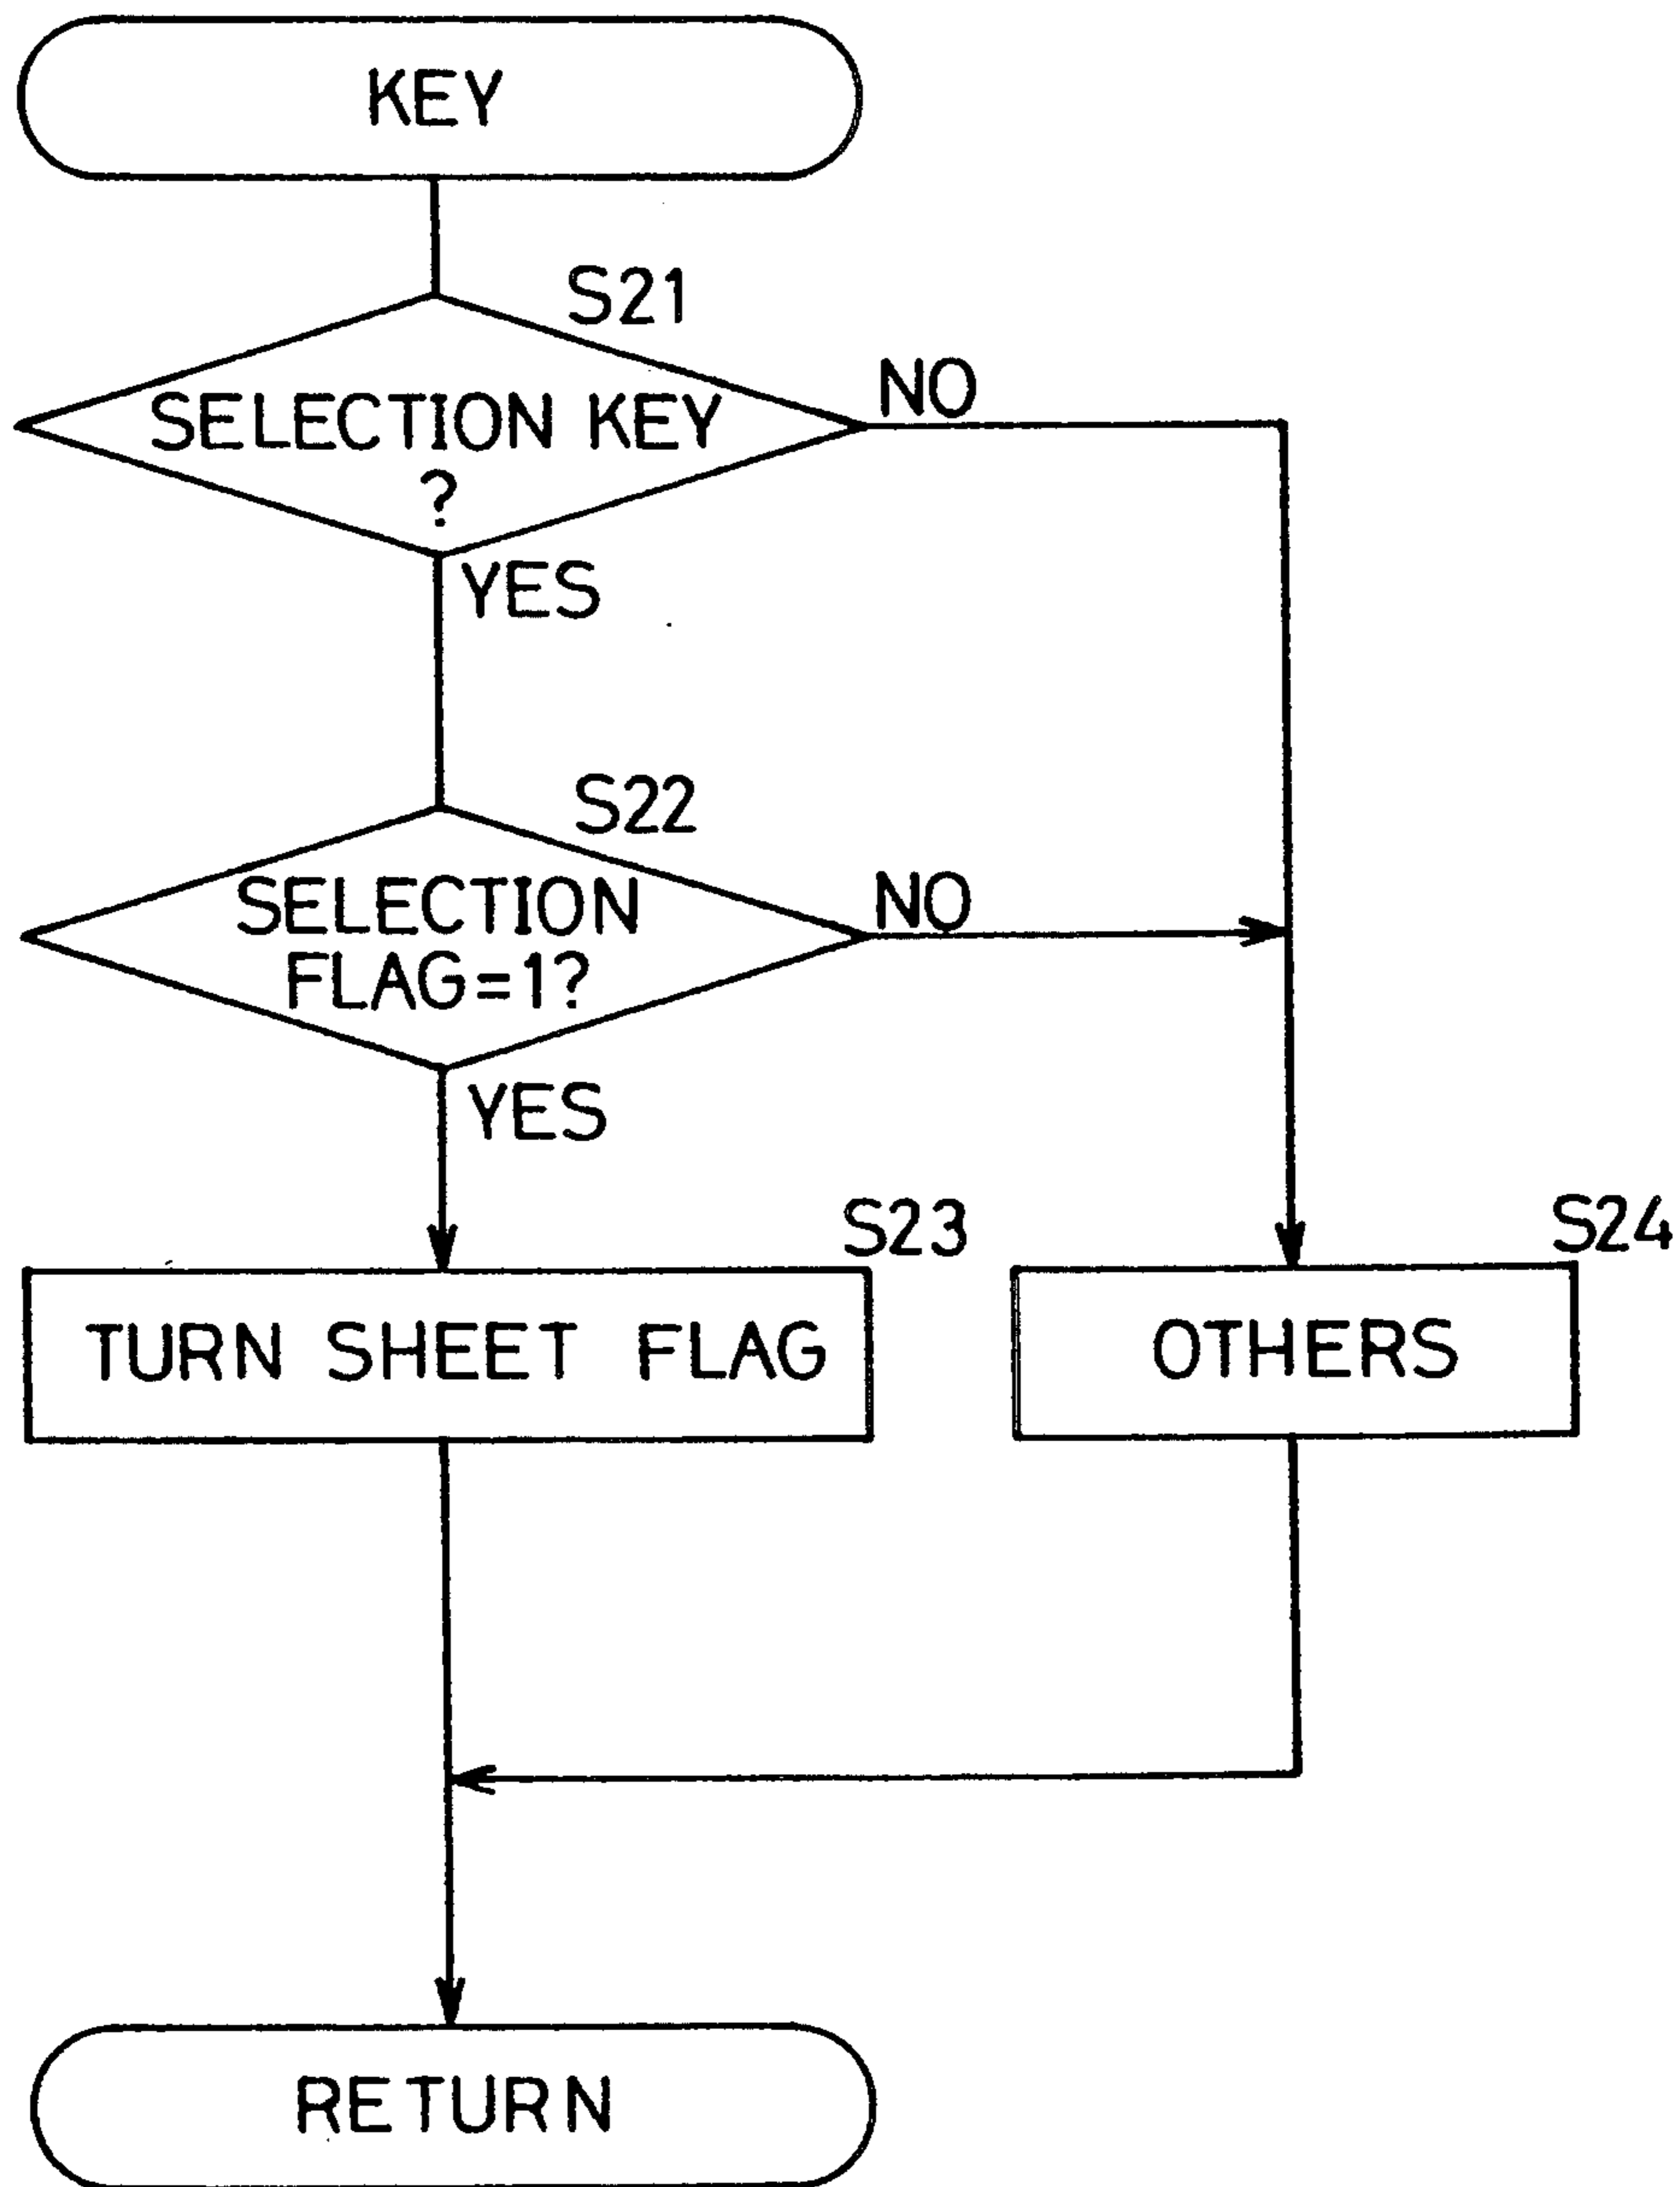 KEY
S21
SELECTION KEY
?
NO
YES
S22
SELECTION
FLAG=1?
NO
YES
S23
TURN SHEET FLAG
S24
OTHERS
RETURN